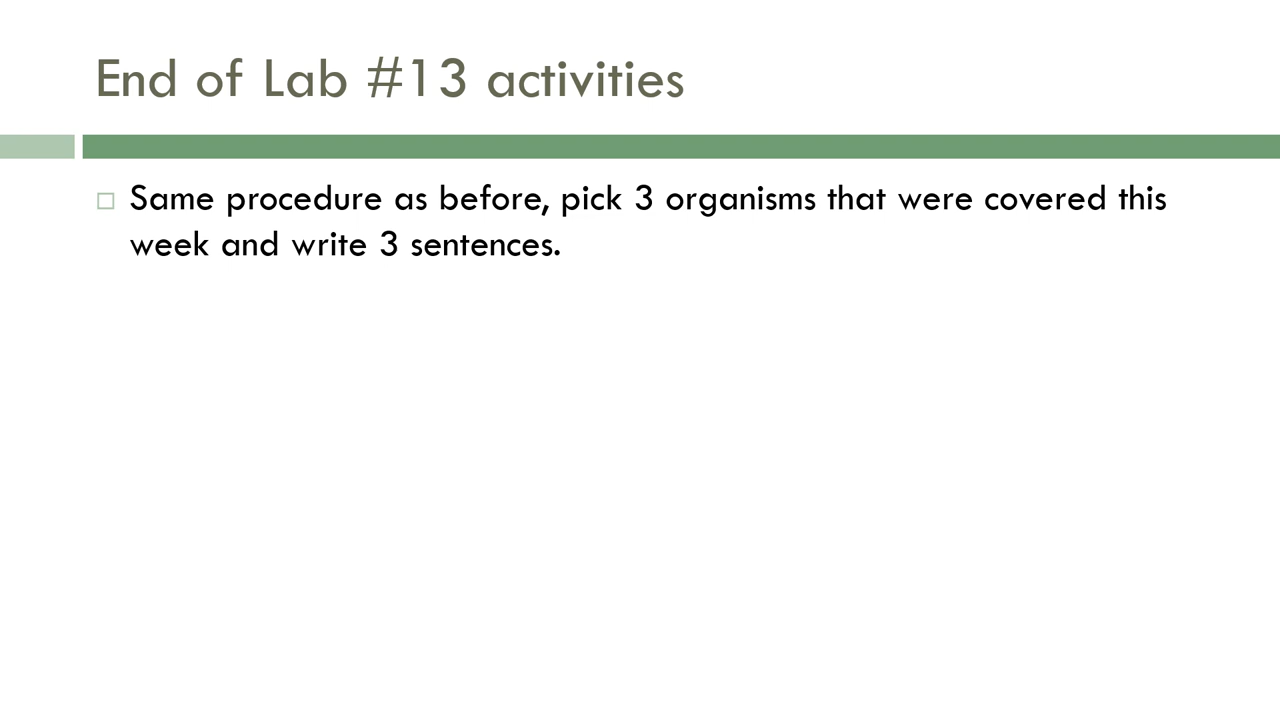 End of Lab #13 activities
Same procedure as before, pick 3 organisms that were covered this
week and write 3 sentences.